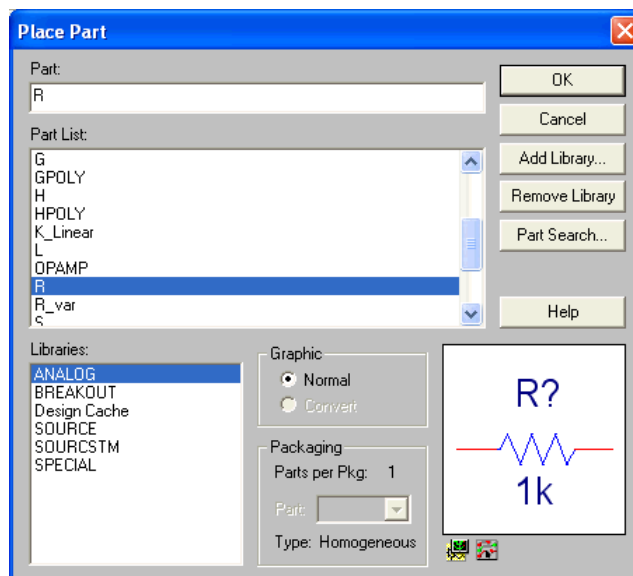 Place Part
Part:
R
OK
Cancel
Part List:
G
GPOLY
H
HPOLY
K_Linear
L
OPAMP
R
R_var
S
Add Library...
Remove Library
Part Search...
Help
Libraries:
ANALOG
BREAKOUT
Design Cache
SOURCE
SOURCSTM
SPECIAL
Graphic
Normal
Convert
Packaging
Parts per Pkg: 1
Part:
Type: Homogeneous
R?
1k